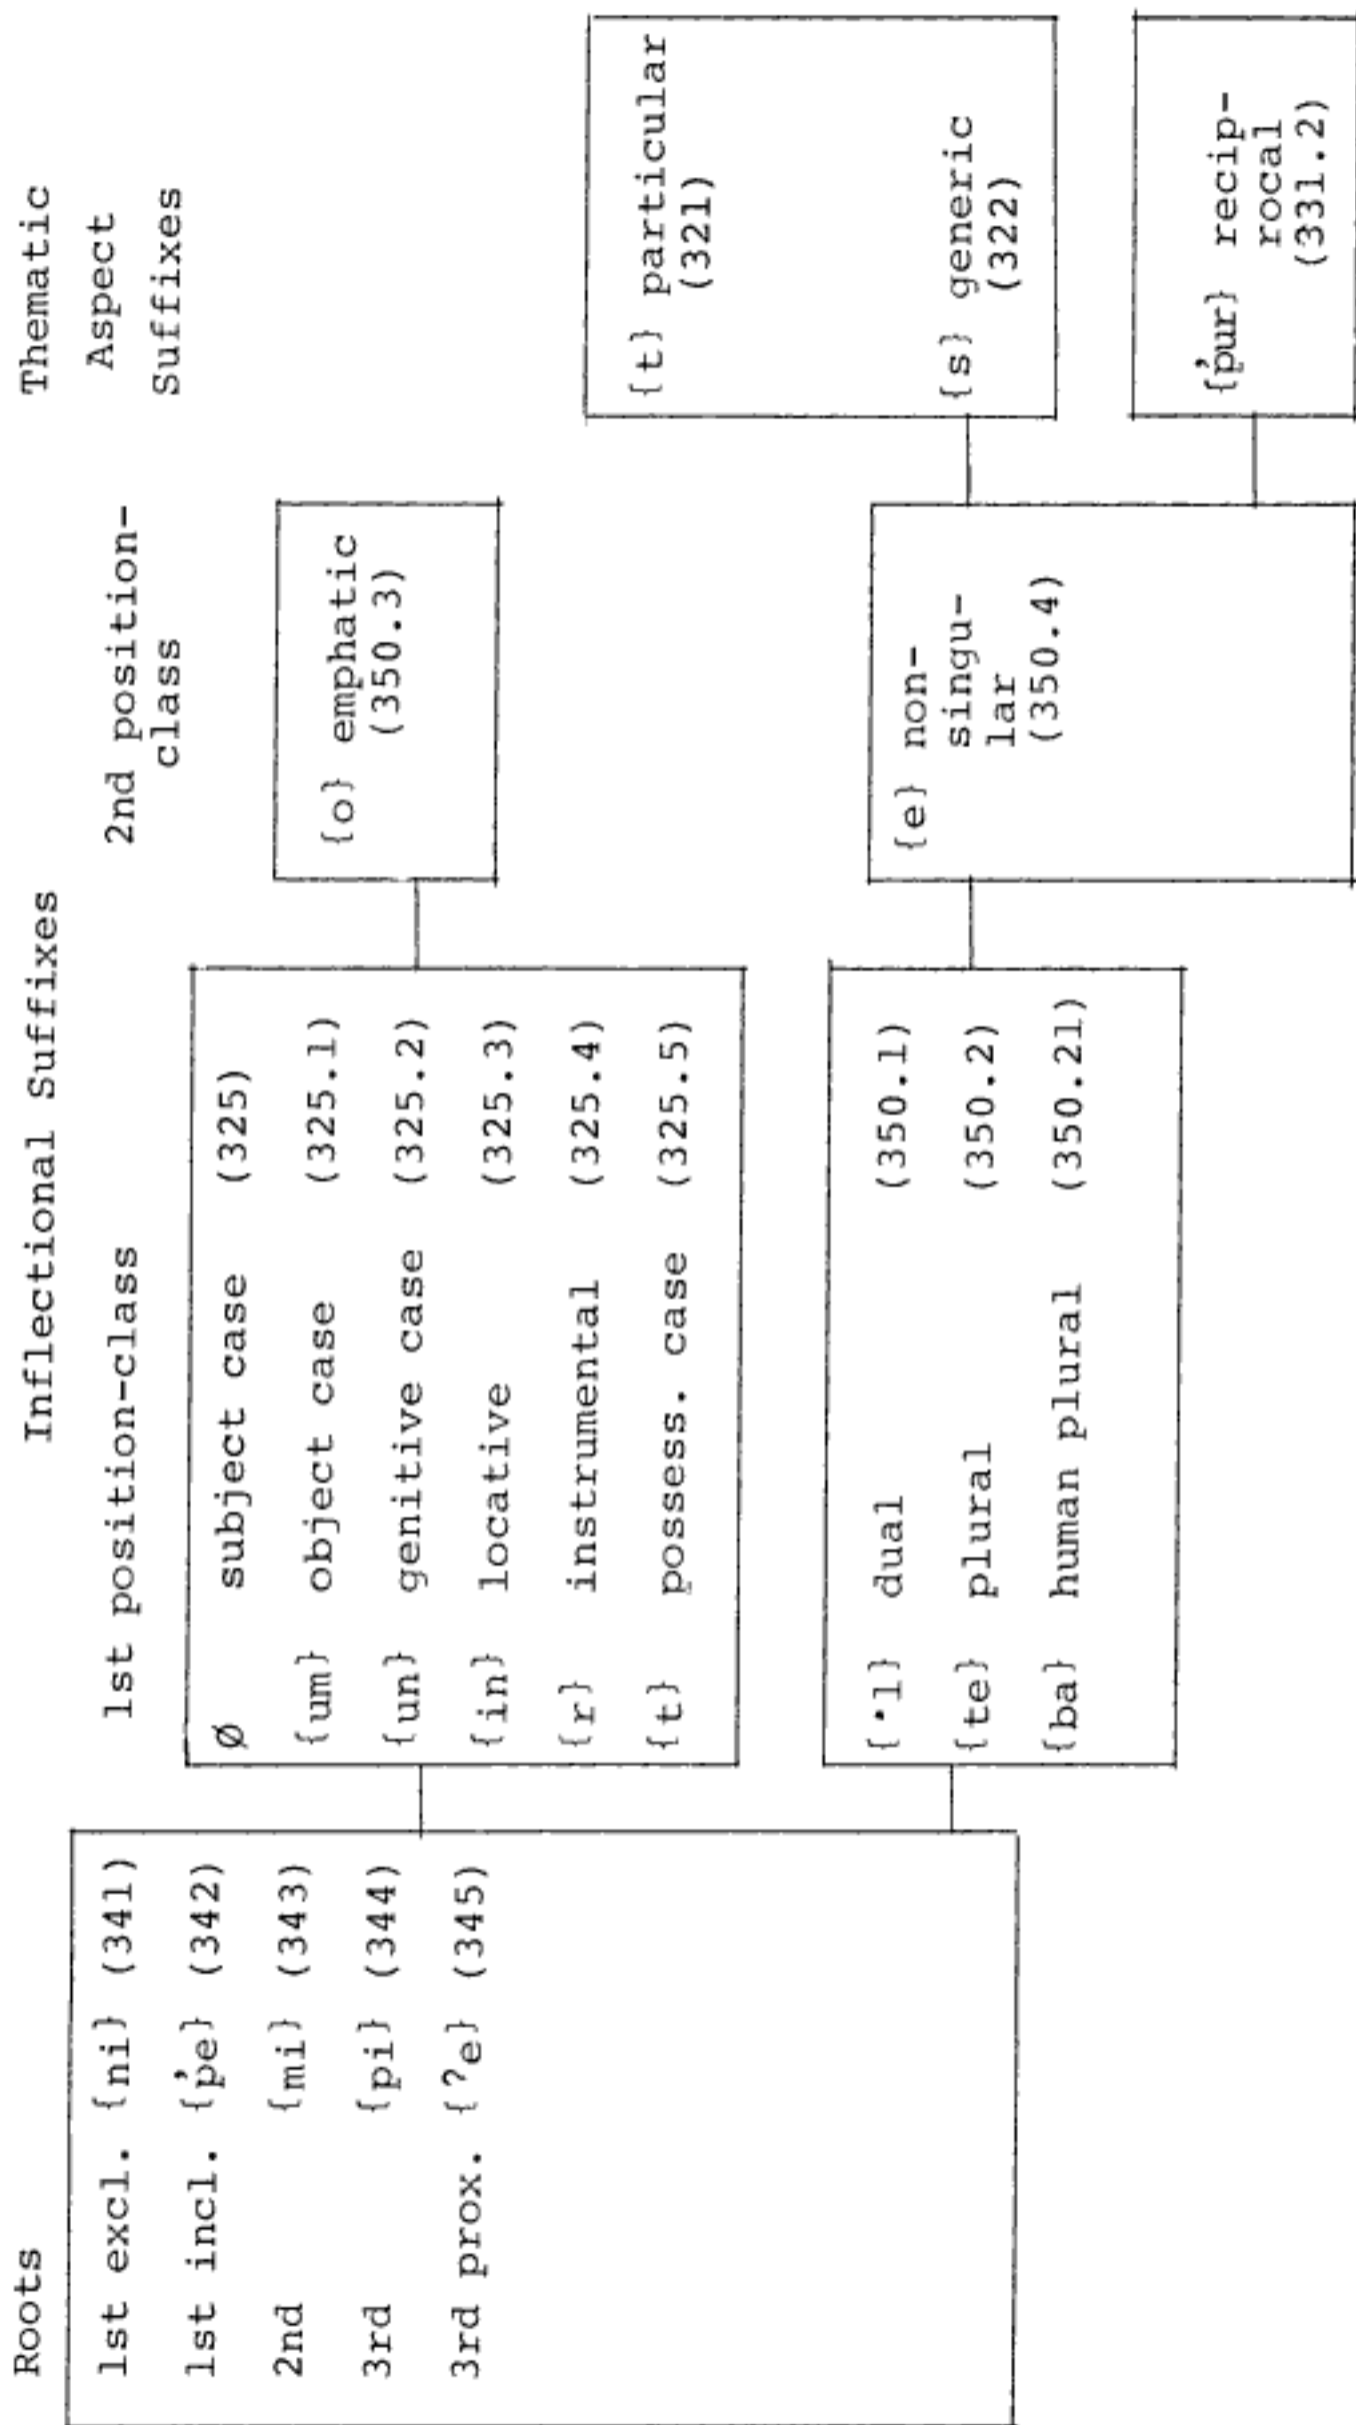 Roots
1st excl. {ni} (341)
1st incl. {p̓e} (342)
2nd {mi} (343)
3rd {pi} (344)
3rd prox. {ʔe} (345)
Inflectional Suffixes
1st position-class
Ø subject case (325)
{um} object case (325.1)
{un} genitive case (325.2)
{in} locative (325.3)
{r} instrumental (325.4)
{t} possess. case (325.5)
{·l} dual (350.1)
{te} plural (350.2)
{ba} human plural (350.21)
2nd position-
class
{o} emphatic
(350.3)
{e} non-
singu-
lar
(350.4)
Thematic
Aspect
Suffixes
{t} particular
(321)
{s} generic
(322)
{p̓ur} recip-
rocal
(331.2)